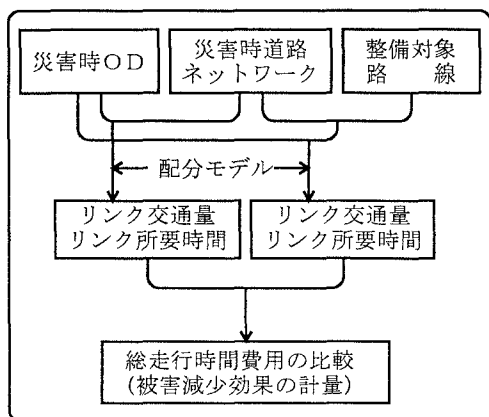 災害時OD
災害時道路
ネットワーク
整備対象
路 線
配分モデル
リンク交通量
リンク所要時間
リンク交通量
リンク所要時間
総走行時間費用の比較
(被害減少効果の計量)